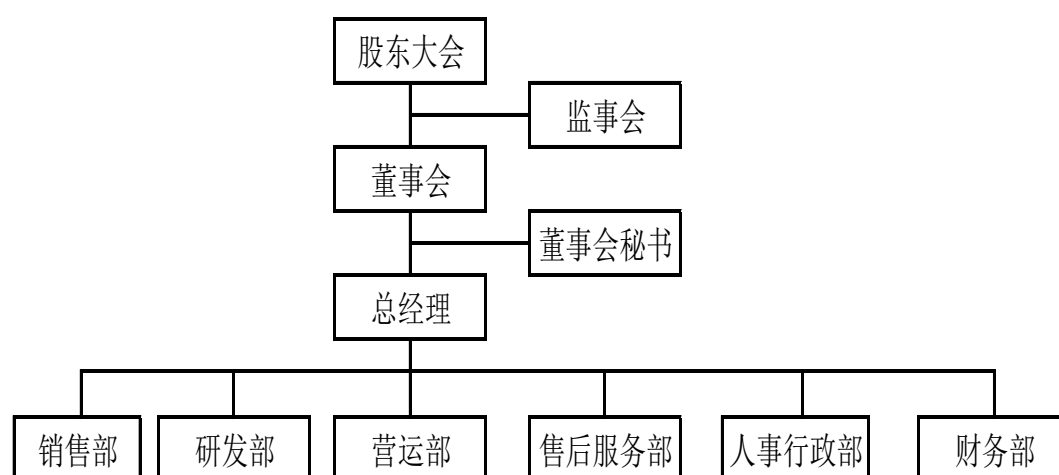 股东大会
监事会
董事会
董事会秘书
总经理
销售部
研发部
营运部
售后服务部
人事行政部
财务部